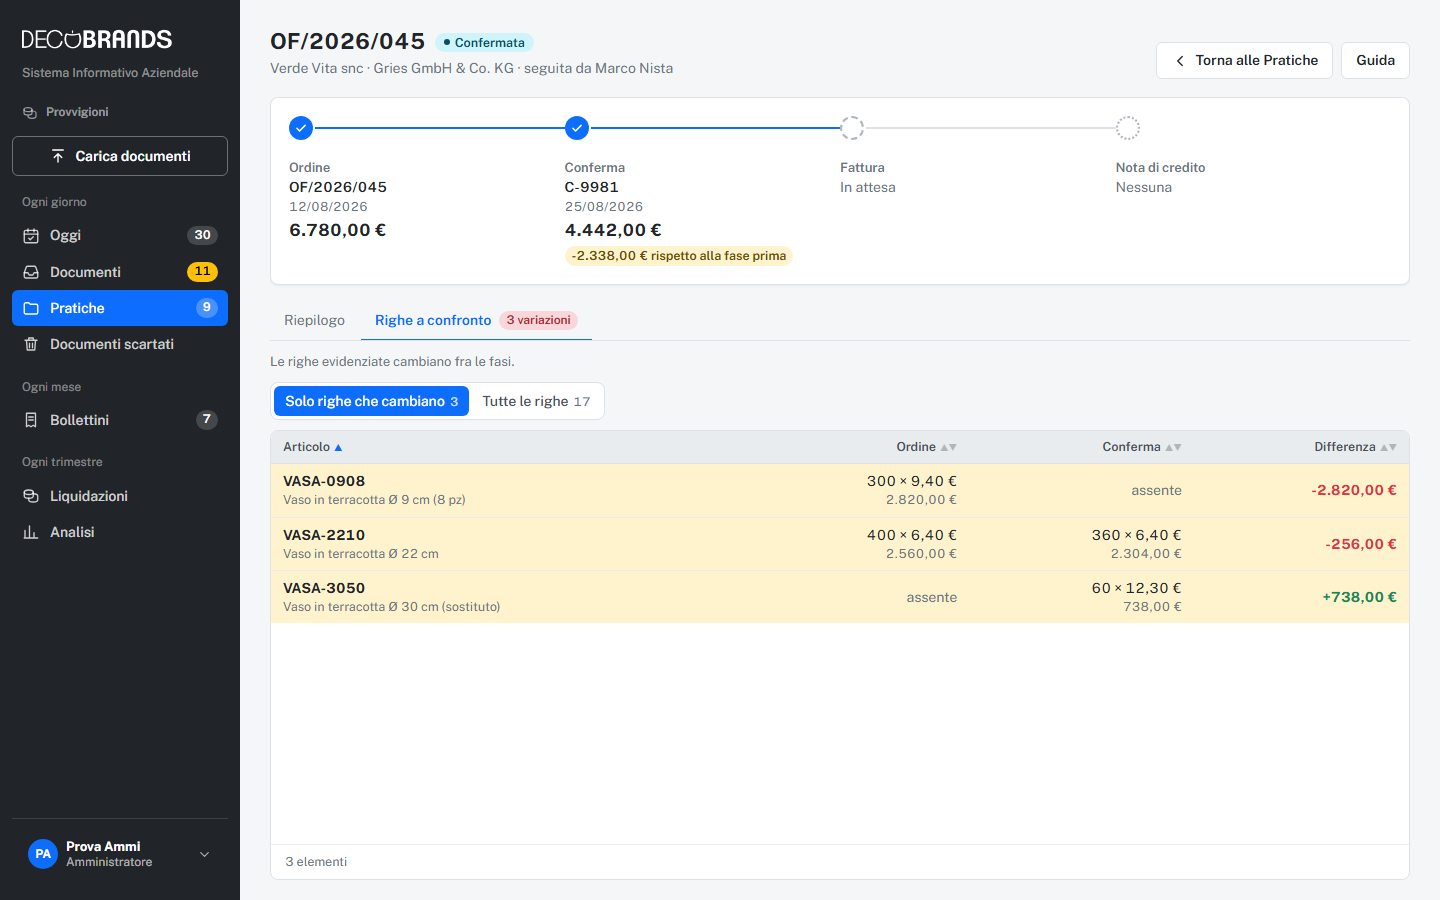 DECOBRANDS
Sistema Informativo Aziendale
Provvigioni
Carica documenti
Ogni giorno
Oggi 30
Documenti 11
Pratiche 9
Documenti scartati
Ogni mese
Bollettini 7
Ogni trimestre
Liquidazioni
Analisi
PA
Prova Ammi
Amministratore
OF/2026/045 Confermata
Verde Vita snc · Gries GmbH & Co. KG · seguita da Marco Nista
Torna alle Pratiche
Guida
Ordine
OF/2026/045
12/08/2026
6.780,00 €
Conferma
C-9981
25/08/2026
4.442,00 €
-2.338,00 € rispetto alla fase prima
Fattura
In attesa
Nota di credito
Nessuna
Riepilogo
Righe a confronto 3 variazioni
Le righe evidenziate cambiano fra le fasi.
Solo righe che cambiano 3
Tutte le righe 17
Articolo Ordine Conferma Differenza
VASA-0908
Vaso in terracotta Ø 9 cm (8 pz)
300 × 9,40 €
2.820,00 €
assente
-2.820,00 €
VASA-2210
Vaso in terracotta Ø 22 cm
400 × 6,40 €
2.560,00 €
360 × 6,40 €
2.304,00 €
-256,00 €
VASA-3050
Vaso in terracotta Ø 30 cm (sostituto)
assente
60 × 12,30 €
738,00 €
+738,00 €
3 elementi